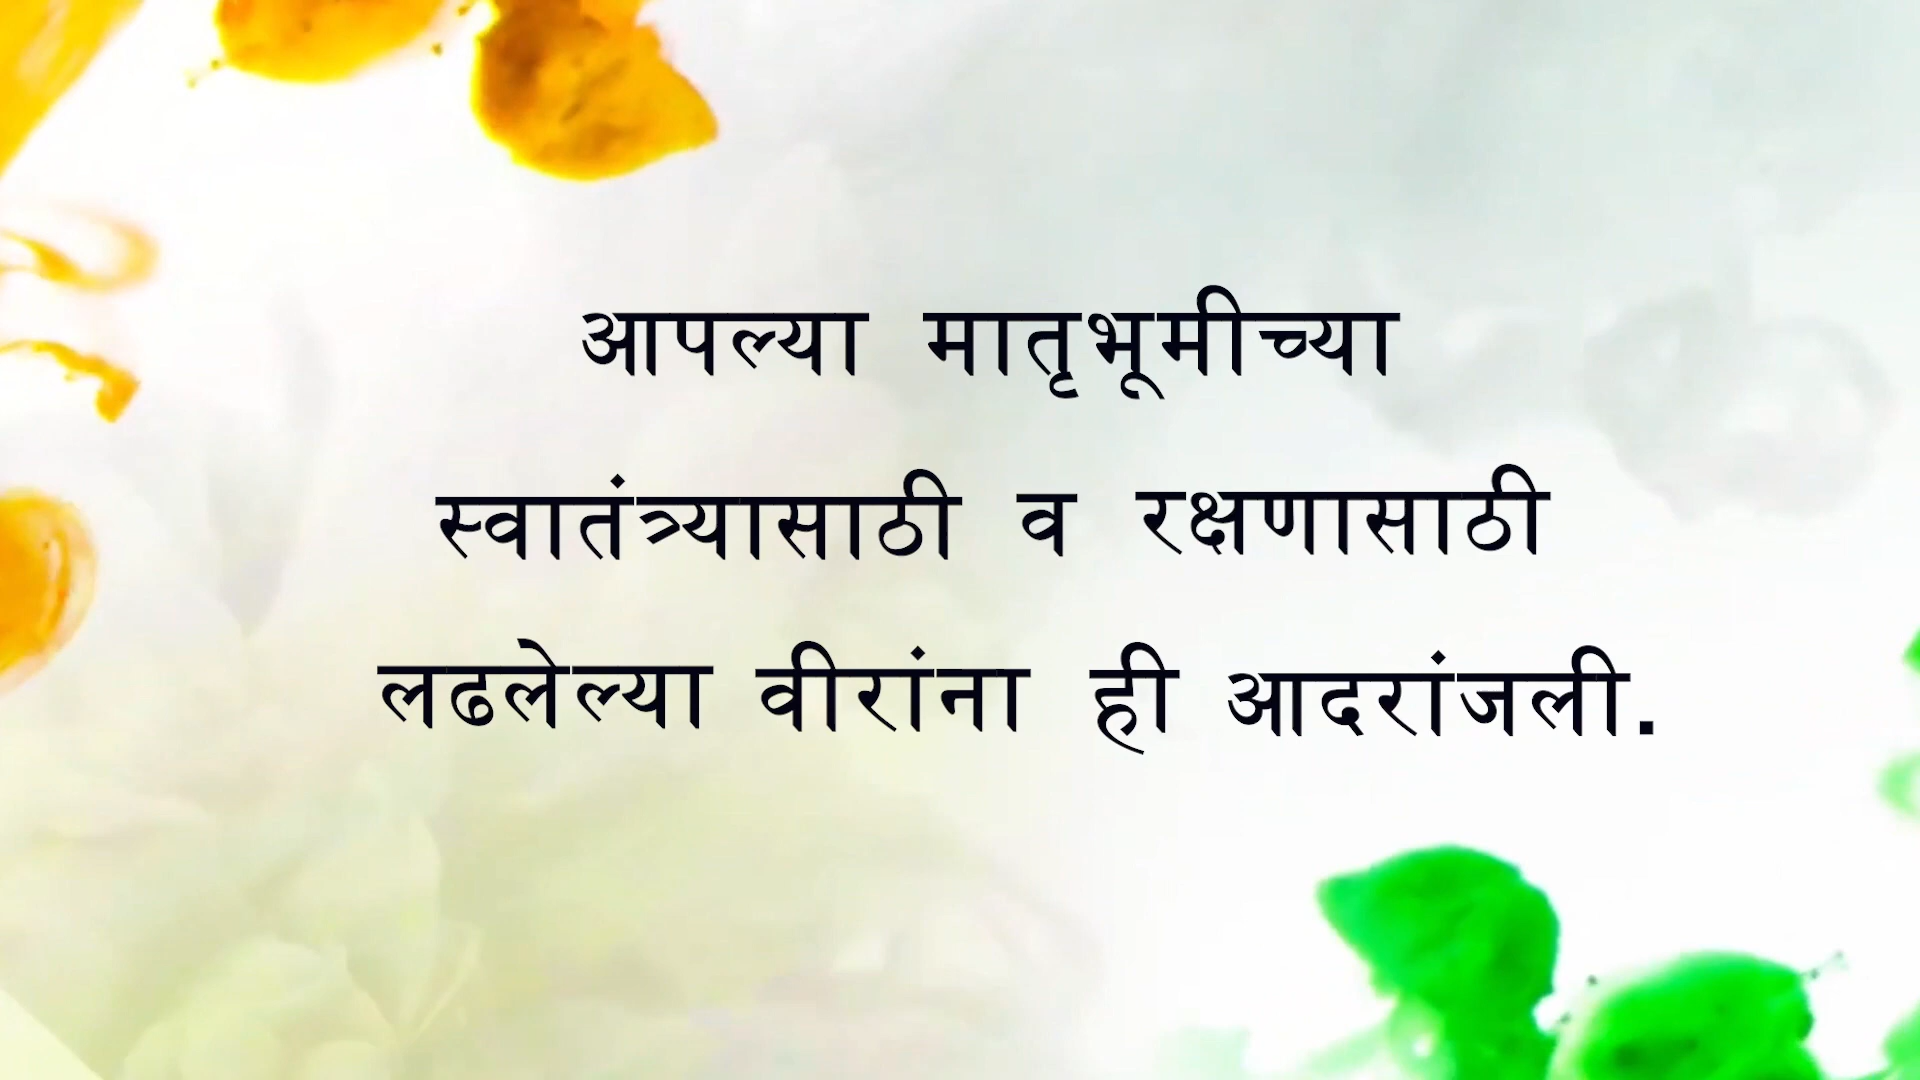 आपल्या मातृभूमीच्या
स्वातंत्र्यासाठी व रक्षणासाठी
लढलेल्या वीरांना ही आदरांजली.